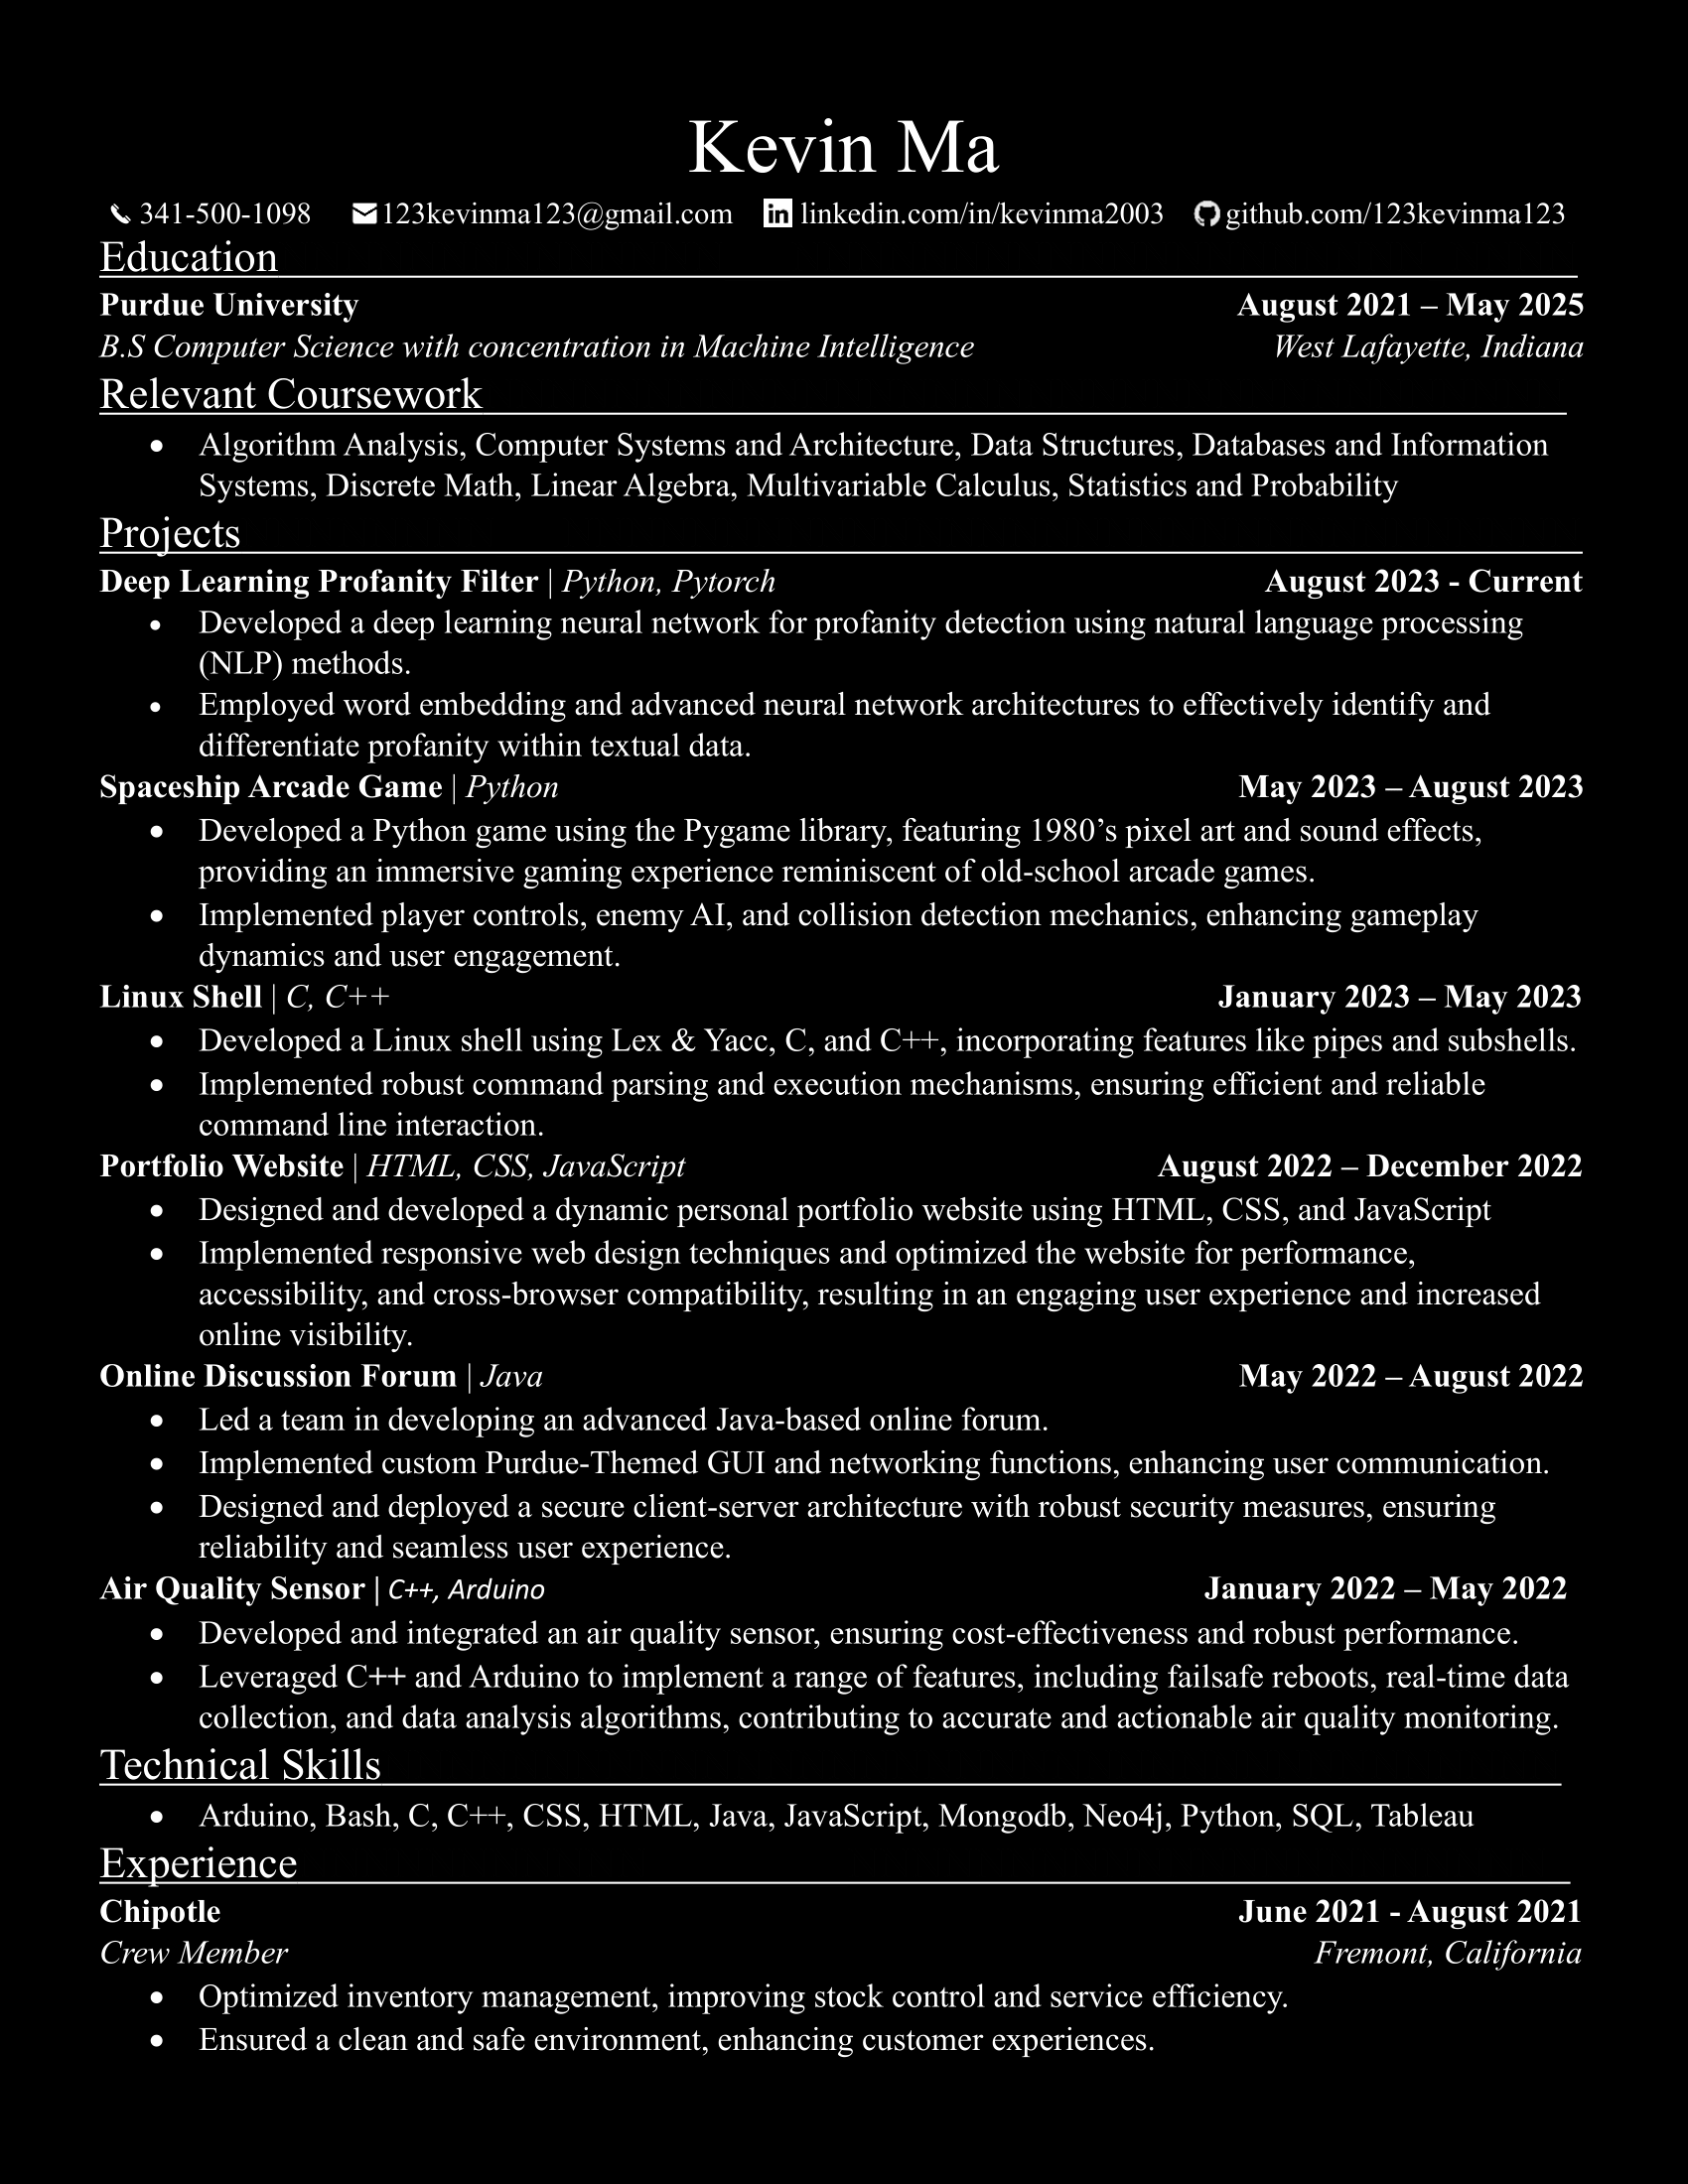 Kevin Ma
341-500-1098 123kevinma123@gmail.com linkedin.com/in/kevinma2003 github.com/123kevinma123
Education
Purdue University August 2021 – May 2025
B.S Computer Science with concentration in Machine Intelligence West Lafayette, Indiana
Relevant Coursework
• Algorithm Analysis, Computer Systems and Architecture, Data Structures, Databases and Information
Systems, Discrete Math, Linear Algebra, Multivariable Calculus, Statistics and Probability
Projects
Deep Learning Profanity Filter | Python, Pytorch August 2023 - Current
• Developed a deep learning neural network for profanity detection using natural language processing
(NLP) methods.
• Employed word embedding and advanced neural network architectures to effectively identify and
differentiate profanity within textual data.
Spaceship Arcade Game | Python May 2023 – August 2023
• Developed a Python game using the Pygame library, featuring 1980’s pixel art and sound effects,
providing an immersive gaming experience reminiscent of old-school arcade games.
• Implemented player controls, enemy AI, and collision detection mechanics, enhancing gameplay
dynamics and user engagement.
Linux Shell | C, C++ January 2023 – May 2023
• Developed a Linux shell using Lex & Yacc, C, and C++, incorporating features like pipes and subshells.
• Implemented robust command parsing and execution mechanisms, ensuring efficient and reliable
command line interaction.
Portfolio Website | HTML, CSS, JavaScript August 2022 – December 2022
• Designed and developed a dynamic personal portfolio website using HTML, CSS, and JavaScript
• Implemented responsive web design techniques and optimized the website for performance,
accessibility, and cross-browser compatibility, resulting in an engaging user experience and increased
online visibility.
Online Discussion Forum | Java May 2022 – August 2022
• Led a team in developing an advanced Java-based online forum.
• Implemented custom Purdue-Themed GUI and networking functions, enhancing user communication.
• Designed and deployed a secure client-server architecture with robust security measures, ensuring
reliability and seamless user experience.
Air Quality Sensor | C++, Arduino January 2022 – May 2022
• Developed and integrated an air quality sensor, ensuring cost-effectiveness and robust performance.
• Leveraged C++ and Arduino to implement a range of features, including failsafe reboots, real-time data
collection, and data analysis algorithms, contributing to accurate and actionable air quality monitoring.
Technical Skills
• Arduino, Bash, C, C++, CSS, HTML, Java, JavaScript, Mongodb, Neo4j, Python, SQL, Tableau
Experience
Chipotle June 2021 - August 2021
Crew Member Fremont, California
• Optimized inventory management, improving stock control and service efficiency.
• Ensured a clean and safe environment, enhancing customer experiences.